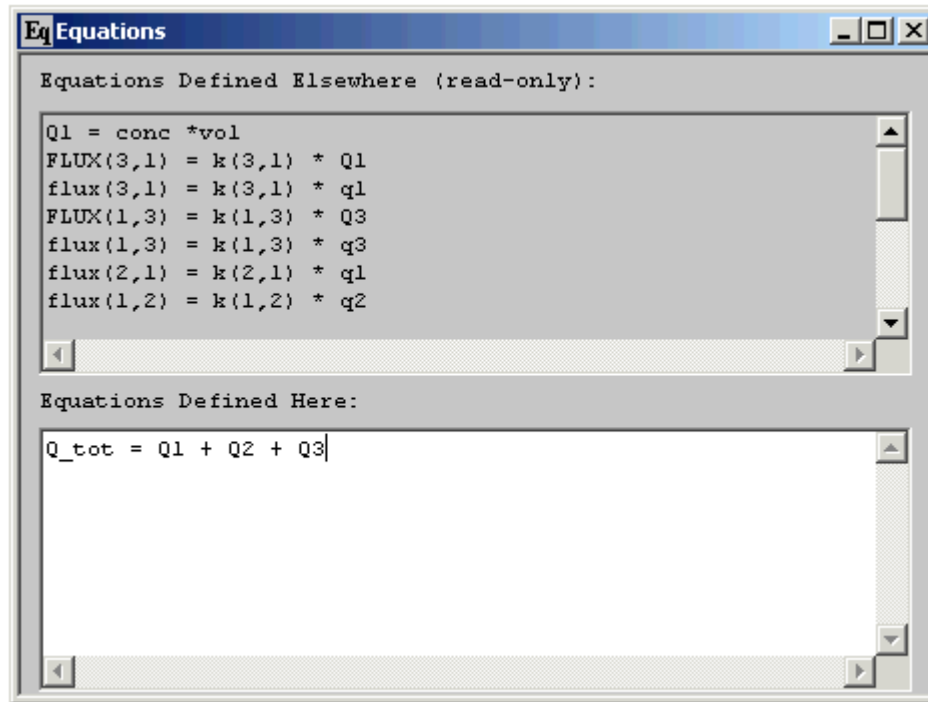 Eq Equations
Equations Defined Elsewhere (read-only):
Q1 = conc *vol
FLUX(3,1) = k(3,1) * Q1
flux(3,1) = k(3,1) * q1
FLUX(1,3) = k(1,3) * Q3
flux(1,3) = k(1,3) * q3
flux(2,1) = k(2,1) * q1
flux(1,2) = k(1,2) * q2
Equations Defined Here:
Q_tot = Q1 + Q2 + Q3